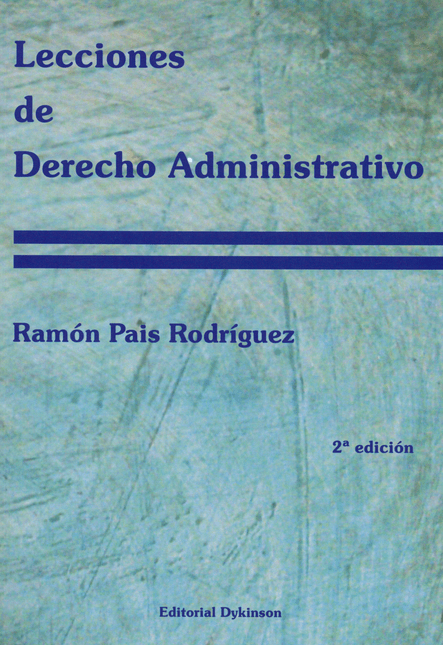 Lecciones
de
Derecho Administrativo
Ramón Pais Rodríguez
2ª edición
Editorial Dykinson